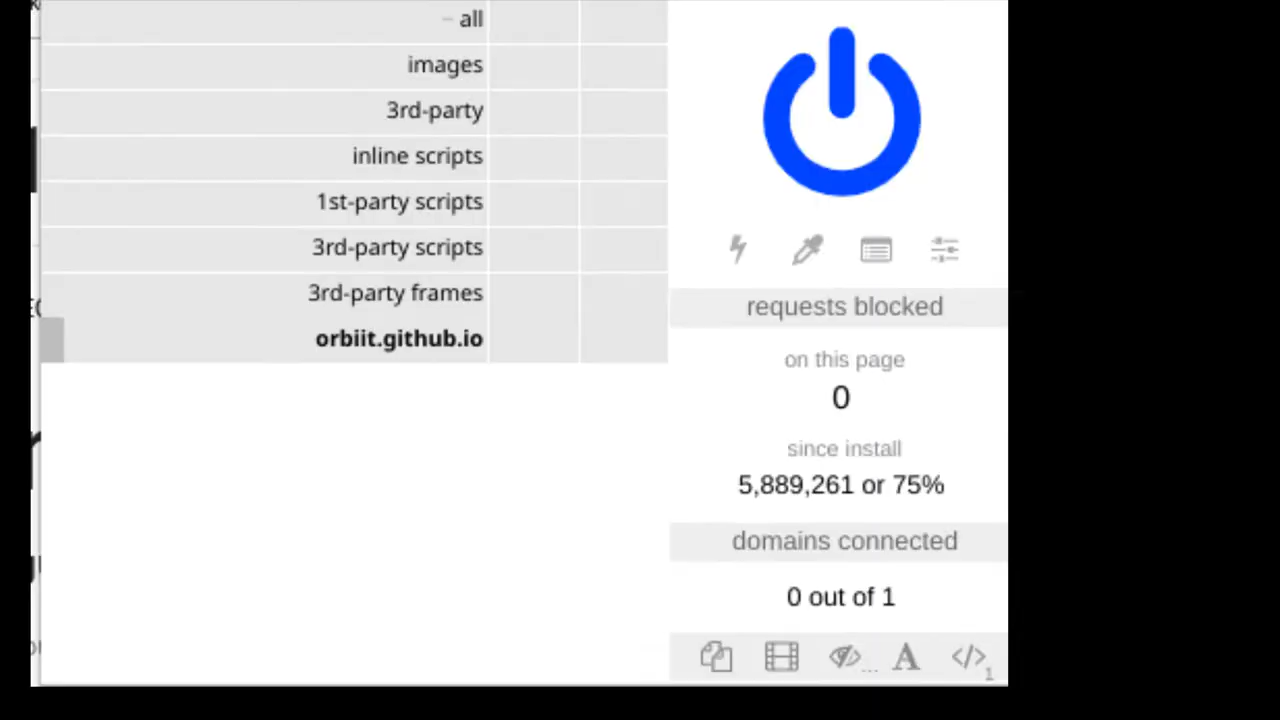 all
images
3rd-party
inline scripts
1st-party scripts
3rd-party scripts
3rd-party frames
orbiit.github.io
requests blocked
on this page
0
since install
5,889,261 or 75%
domains connected
0 out of 1
A
</>
1